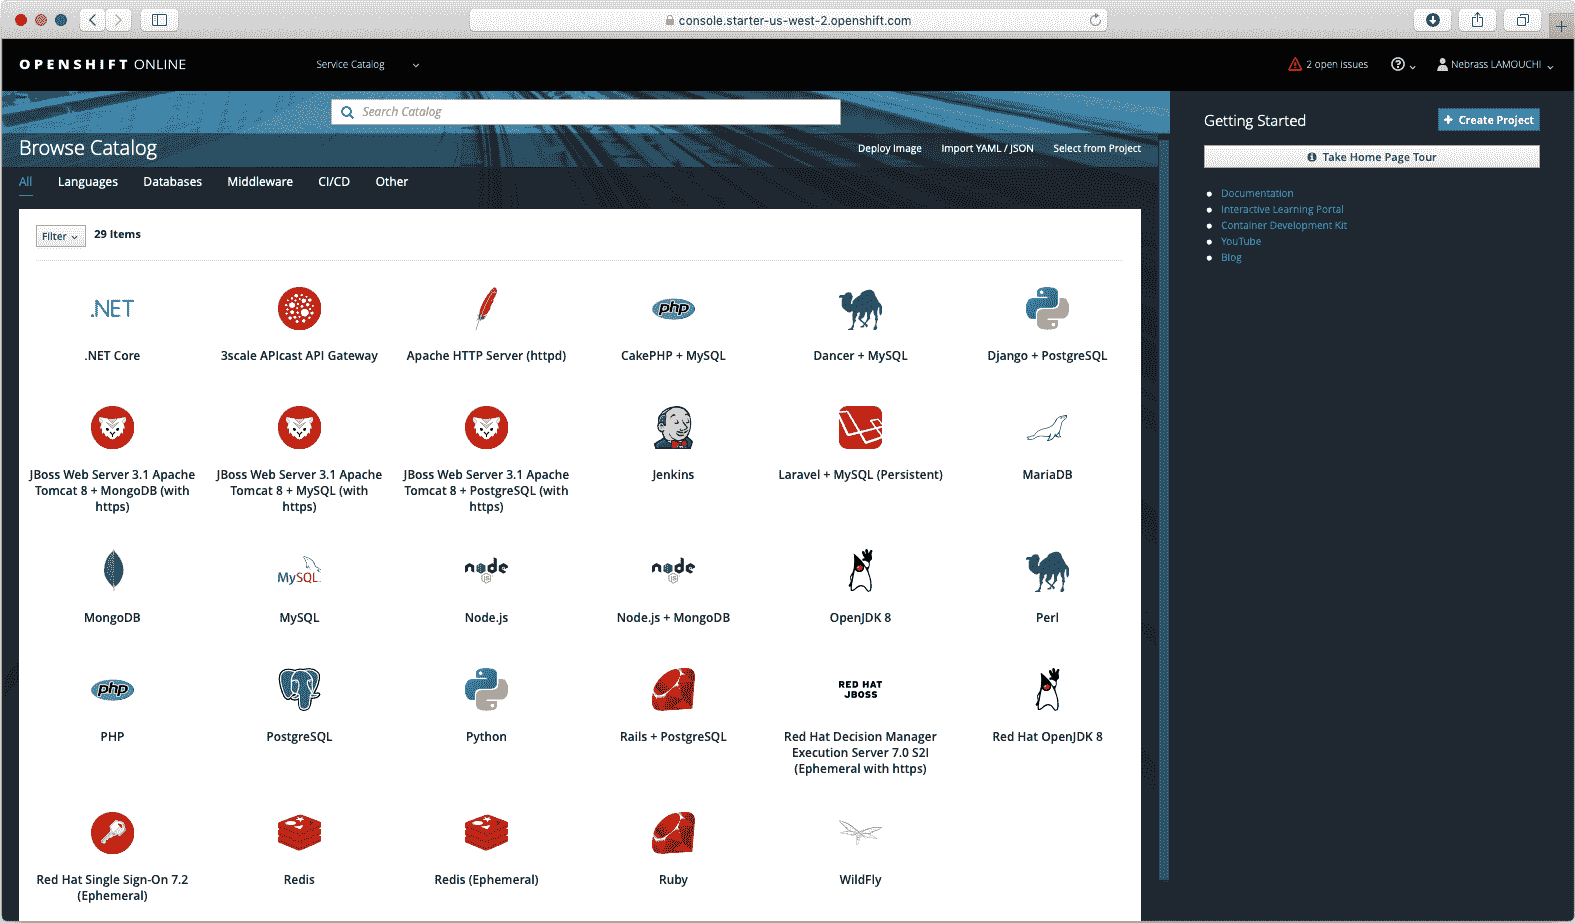 console.starter-us-west-2.openshift.com
OPENSHIFT ONLINE
Service Catalog
2 open issues
Nebrass LAMOUCHI
Search Catalog
Getting Started
Create Project
Browse Catalog
Deploy Image
Import YAML / JSON
Select from Project
Take Home Page Tour
All
Languages
Databases
Middleware
CI/CD
Other
Documentation
Interactive Learning Portal
Container Development Kit
YouTube
Blog
Filter
29 Items
.NET
php
.NET Core
3scale APIcast API Gateway
Apache HTTP Server (httpd)
CakePHP + MySQL
Dancer + MySQL
Django + PostgreSQL
JBoss Web Server 3.1 Apache
Tomcat 8 + MongoDB (with
https)
JBoss Web Server 3.1 Apache
Tomcat 8 + MySQL (with
https)
JBoss Web Server 3.1 Apache
Tomcat 8 + PostgreSQL (with
https)
Jenkins
Laravel + MySQL (Persistent)
MariaDB
MySQL
node
JS
node
JS
MongoDB
MySQL
Node.js
Node.js + MongoDB
OpenJDK 8
Perl
php
RED HAT
JBOSS
PHP
PostgreSQL
Python
Rails + PostgreSQL
Red Hat Decision Manager
Execution Server 7.0 S2I
(Ephemeral with https)
Red Hat OpenJDK 8
Red Hat Single Sign-On 7.2
(Ephemeral)
Redis
Redis (Ephemeral)
Ruby
WildFly